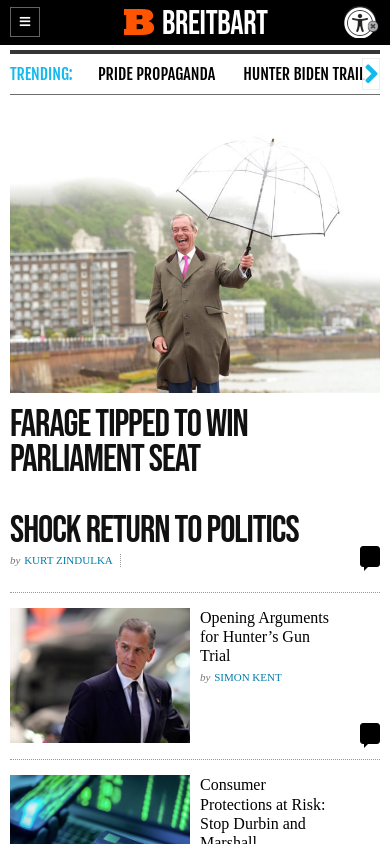 BREITBART
TRENDING: PRIDE PROPAGANDA HUNTER BIDEN TRAIL
FARAGE TIPPED TO WIN
PARLIAMENT SEAT
SHOCK RETURN TO POLITICS
by KURT ZINDULKA
Opening Arguments
for Hunter’s Gun
Trial
by SIMON KENT
Consumer
Protections at Risk:
Stop Durbin and
Marshall